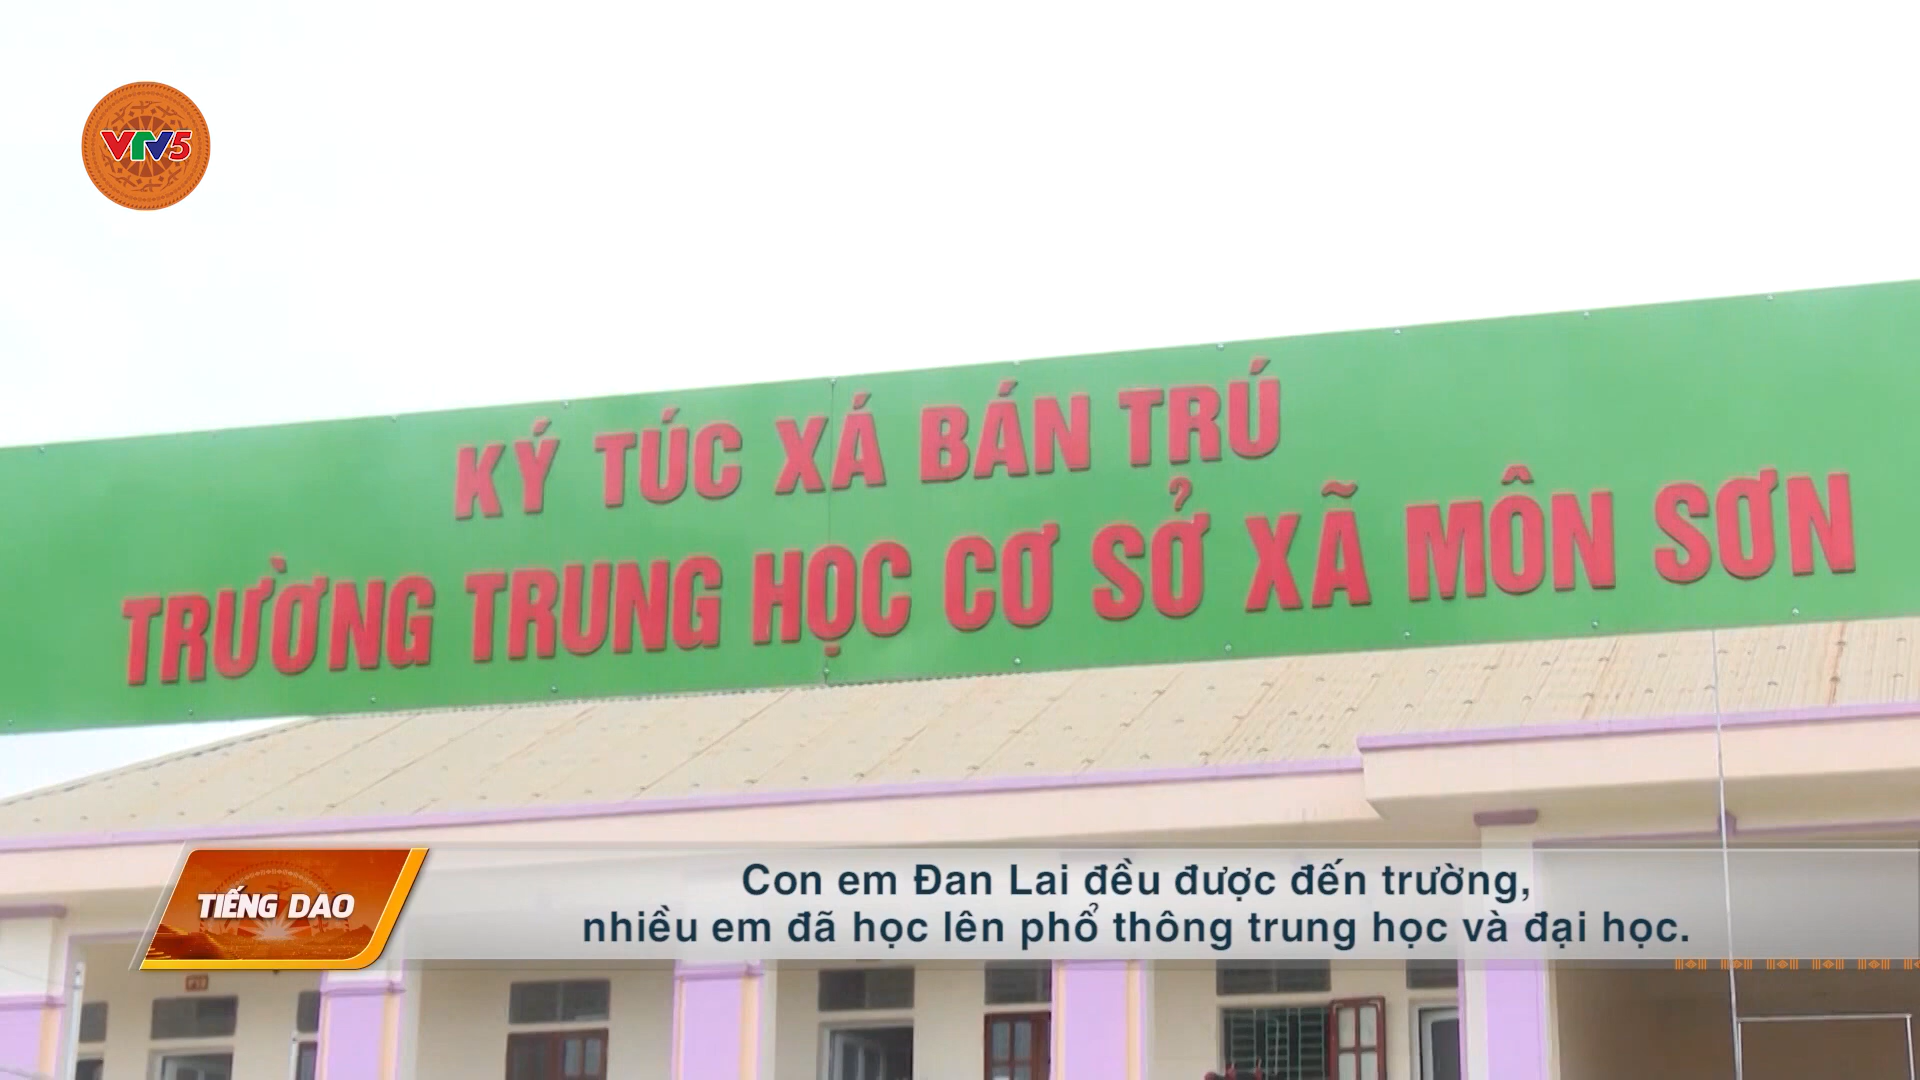 VTV5
KÝ TÚC XÁ BÁN TRÚ
TRƯỜNG TRUNG HỌC CƠ SỞ XÃ MÔN SƠN
TIẾNG DAO
Con em Đan Lai đều được đến trường,
nhiều em đã học lên phổ thông trung học và đại học.